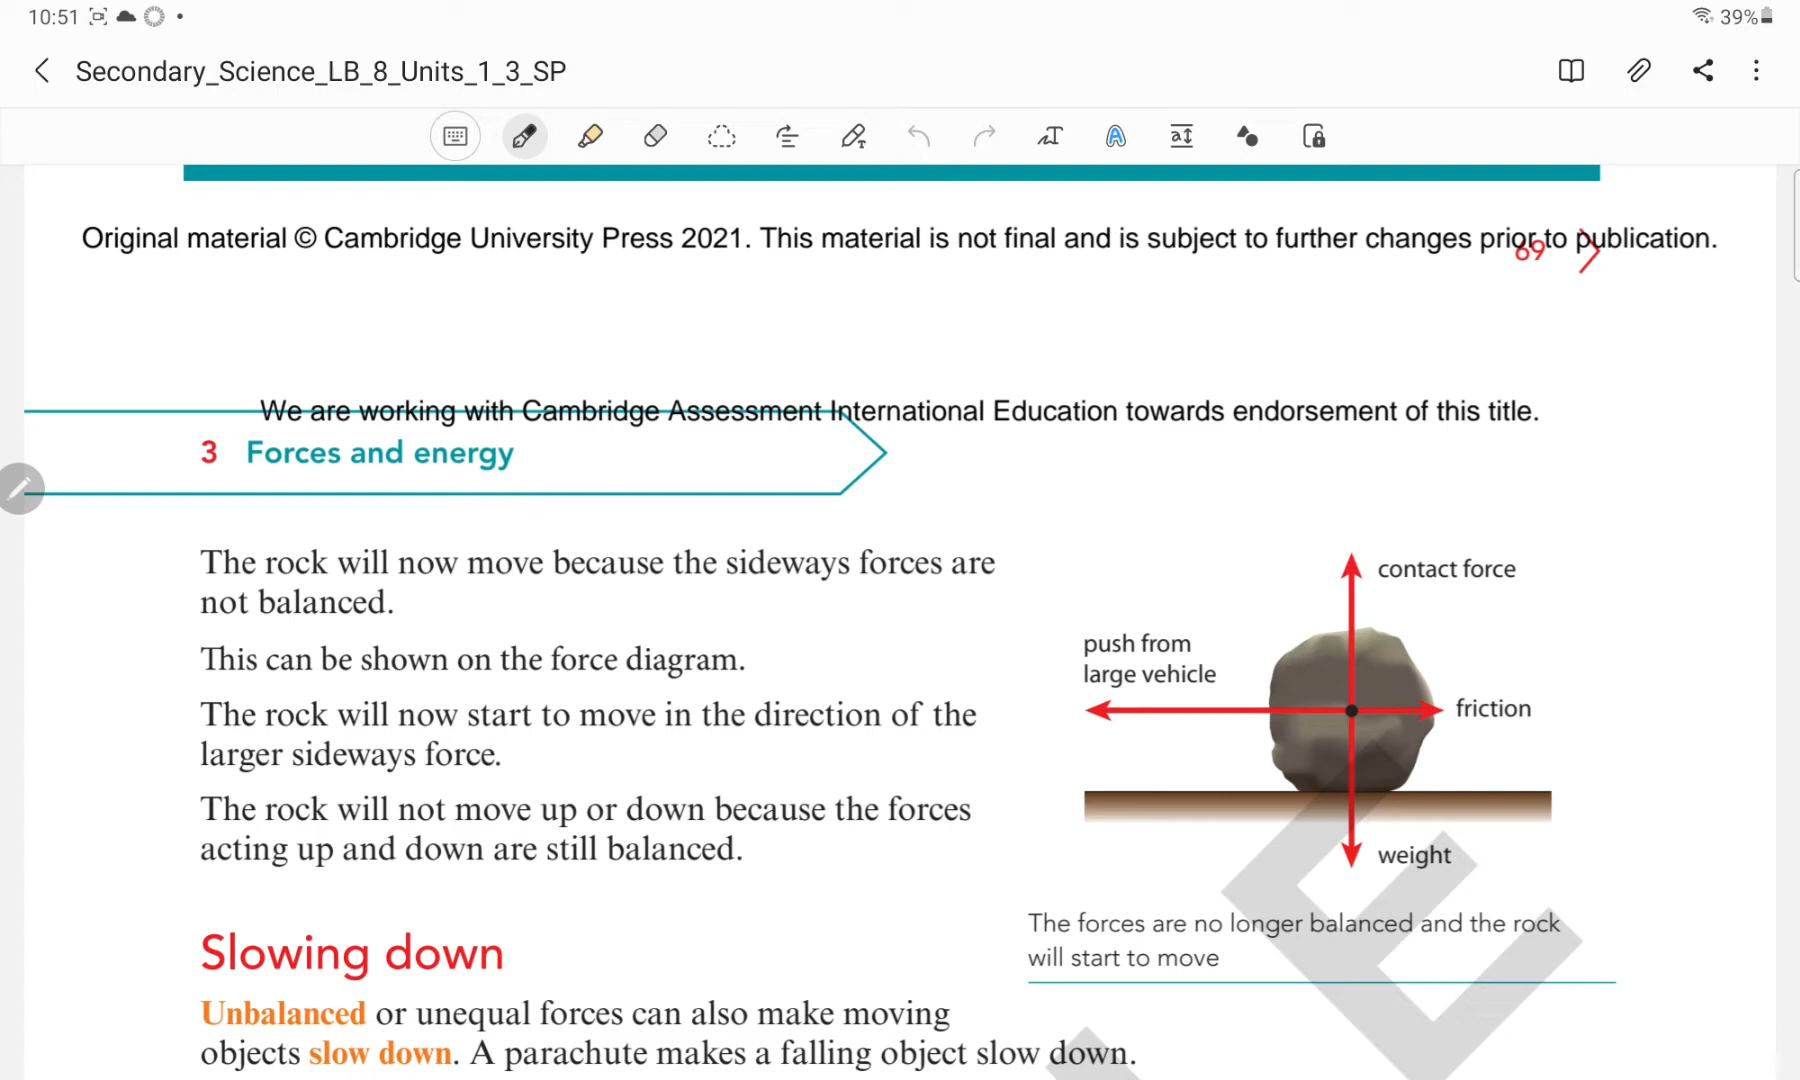 10:51
39%
Secondary_Science_LB_8_Units_1_3_SP
Original material © Cambridge University Press 2021. This material is not final and is subject to further changes prior to publication.
69
We are working with Cambridge Assessment International Education towards endorsement of this title.
3 Forces and energy
The rock will now move because the sideways forces are
not balanced.
This can be shown on the force diagram.
The rock will now start to move in the direction of the
larger sideways force.
The rock will not move up or down because the forces
acting up and down are still balanced.
contact force
push from
large vehicle
friction
weight
The forces are no longer balanced and the rock
will start to move
Slowing down
Unbalanced or unequal forces can also make moving
objects slow down. A parachute makes a falling object slow down.